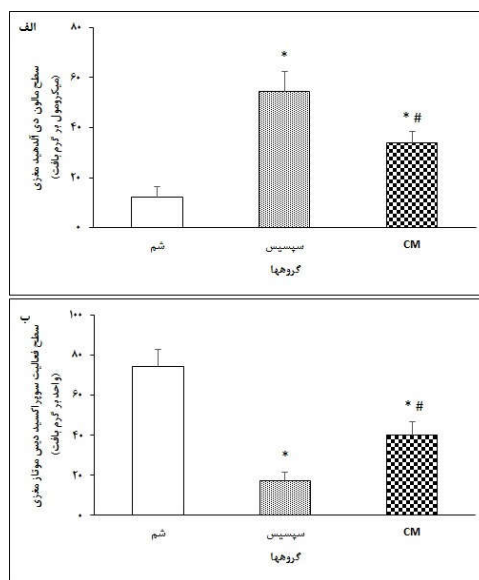 الف
سطح مالون دی آلدهید مغزی
(میکرومول بر گرم بافت)
۸۰
۶۰
۴۰
۲۰
۰
*
* #
شم
سپسیس
CM
گروهها
ب
سطح فعالیت سوپراکسید دیس موتاز مغزی
(واحد بر گرم بافت)
۱۰۰
۸۰
۶۰
۴۰
۲۰
۰
*
* #
شم
سپسیس
CM
گروهها